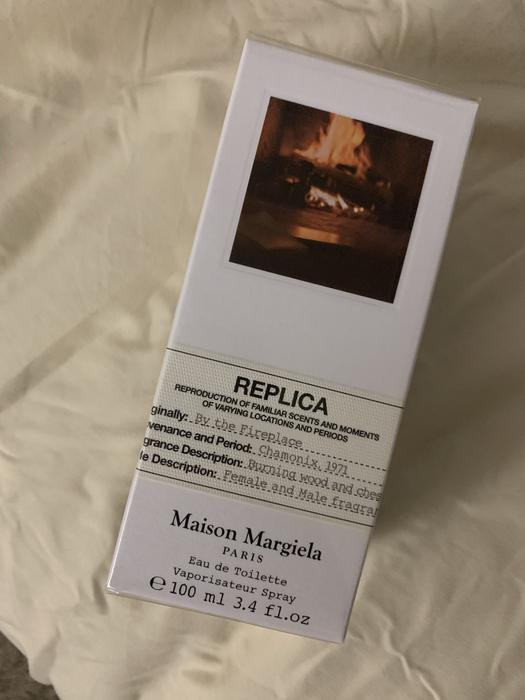 REPLICA
REPRODUCTION OF FAMILIAR SCENTS AND MOMENTS
OF VARYING LOCATIONS AND PERIODS
ginally: By the Fireplace
venance and Period: Chamonix, 1971
grance Description: Burning wood and ches
le Description: Female and Male fragran
Maison Margiela
PARIS
Eau de Toilette
Vaporisateur Spray
℮ 100 ml 3.4 fl.oz